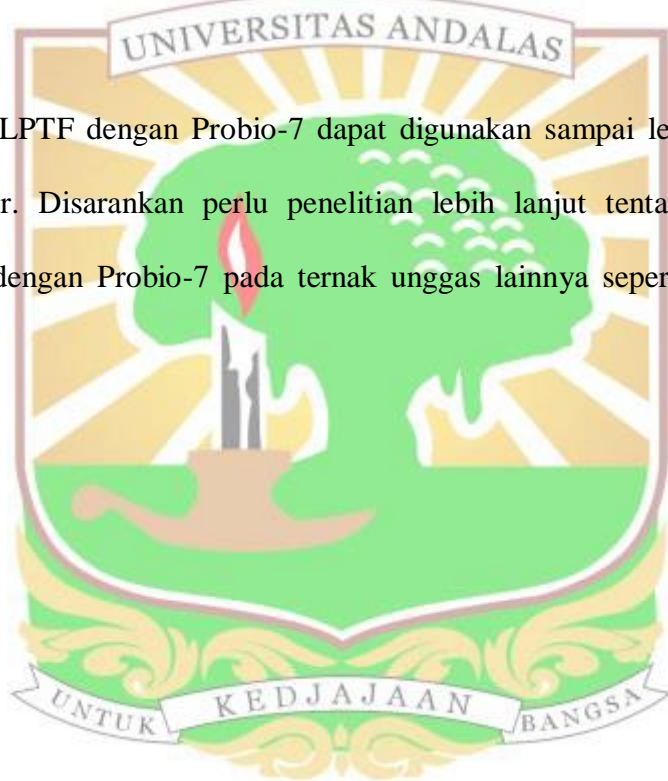 UNIVERSITAS ANDALAS
LPTF dengan Probio-7 dapat digunakan sampai le
r. Disarankan perlu penelitian lebih lanjut tenta
dengan Probio-7 pada ternak unggas lainnya seper
UNTUK KEDJAJAAN BANGSA